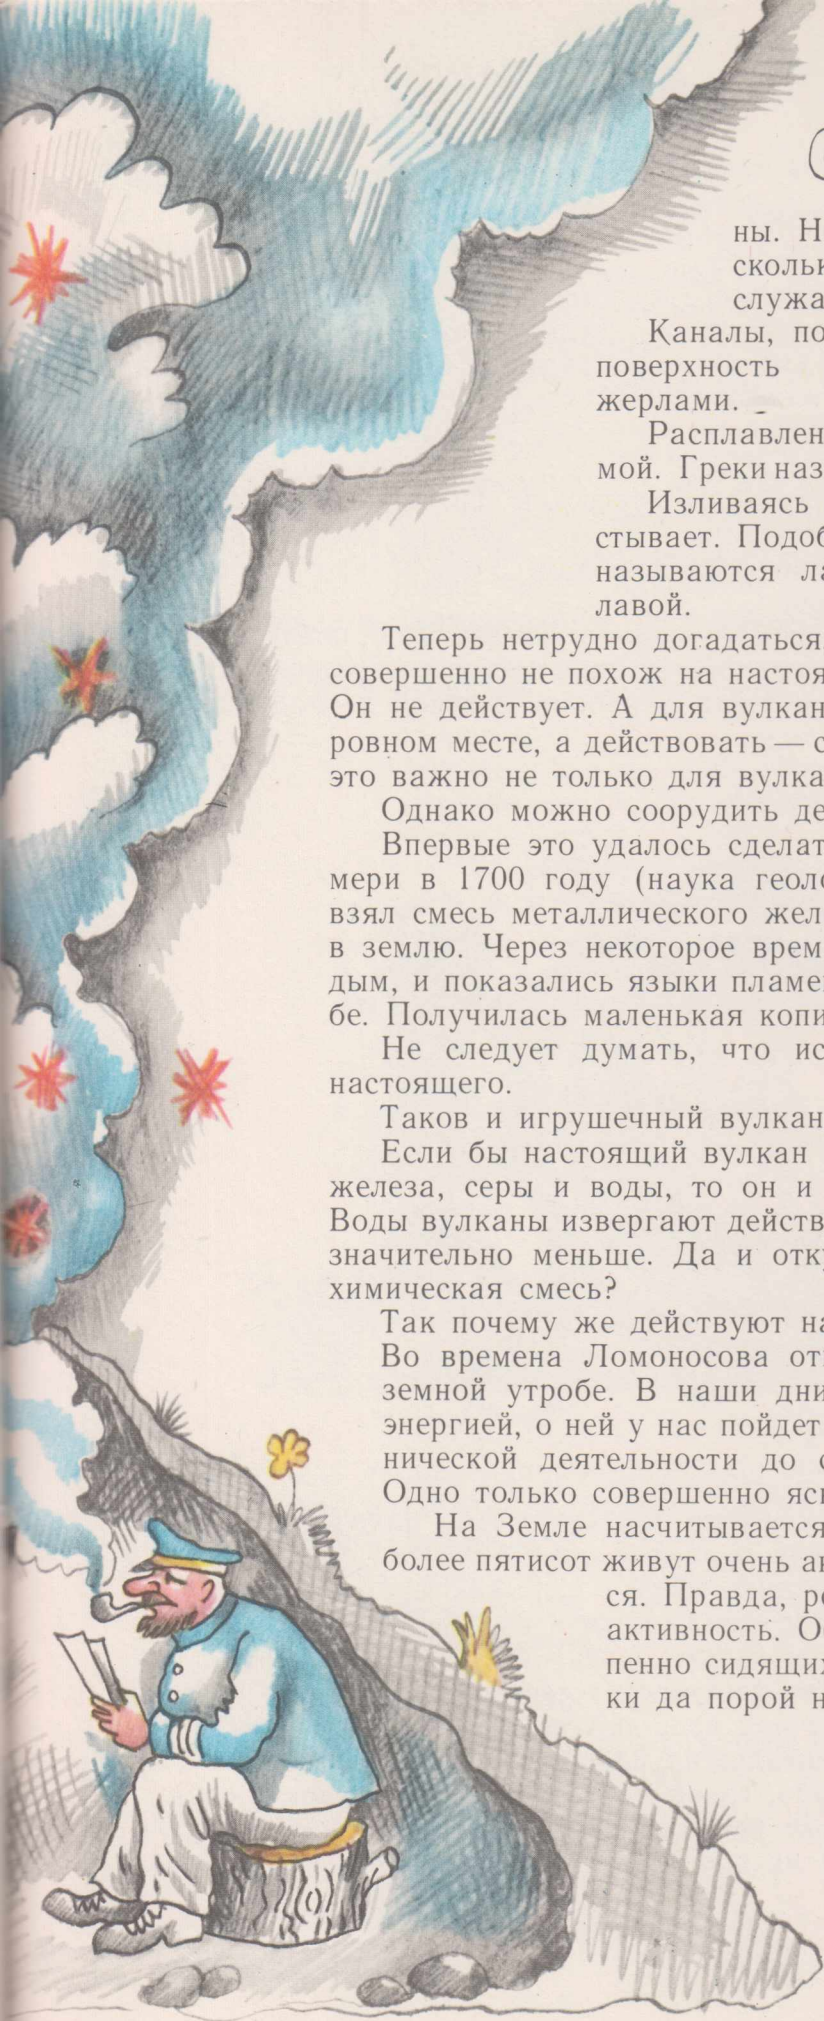 ны. Н
сколы
служа
Каналы, по
поверхность
жерлами.
Расплавлен
мой. Греки наз
Изливаясь
стывает. Подоб
называются ла
лавой.
Теперь нетрудно догадаться
совершенно не похож на настоя
Он не действует. А для вулкан
ровном месте, а действовать — с
это важно не только для вулка
Однако можно соорудить де
Впервые это удалось сделат
мери в 1700 году (наука геоло
взял смесь металлического жел
в землю. Через некоторое врем
дым, и показались языки пламе
бе. Получилась маленькая копи
Не следует думать, что ис
настоящего.
Таков и игрушечный вулкан
Если бы настоящий вулкан
железа, серы и воды, то он и
Воды вулканы извергают действ
значительно меньше. Да и отк
химическая смесь?
Так почему же действуют на
Во времена Ломоносова от
земной утробе. В наши дни
энергией, о ней у нас пойдет
нической деятельности до с
Одно только совершенно яс
На Земле насчитывается
более пятисот живут очень а
ся. Правда, р
активность. О
пенно сидящи
ки да порой н